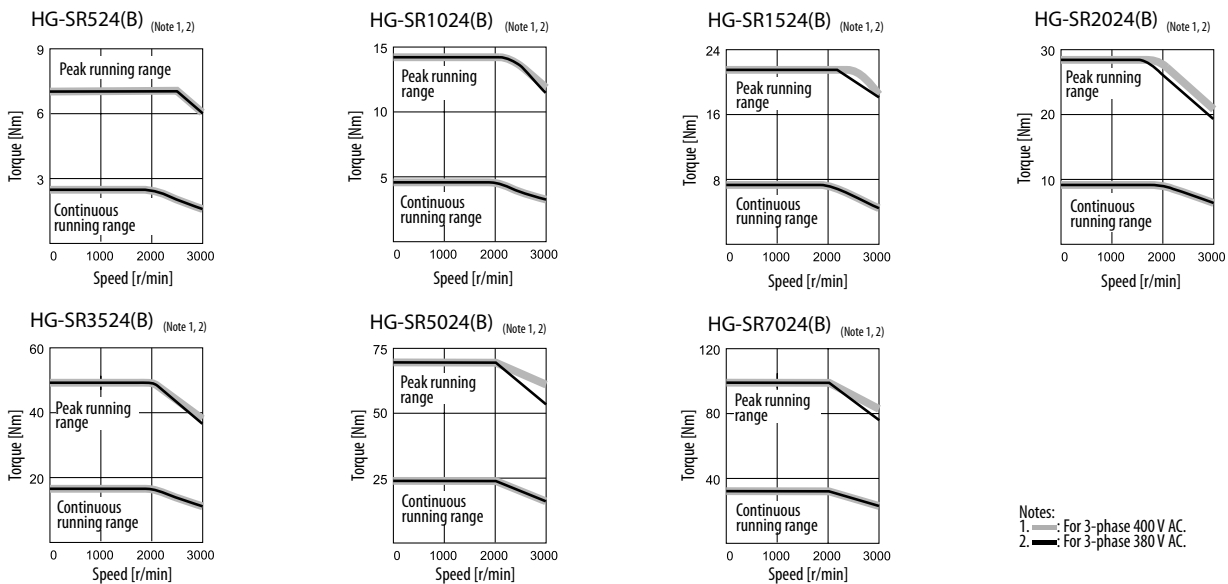 HG-SR524(B) (Note 1, 2)
9
6
3
Torque [Nm]
Peak running range
Continuous
running range
0 1000 2000 3000
Speed [r/min]
HG-SR1024(B) (Note 1, 2)
15
10
5
Torque [Nm]
Peak running
range
Continuous
running range
0 1000 2000 3000
Speed [r/min]
HG-SR1524(B) (Note 1, 2)
24
16
8
Torque [Nm]
Peak running
range
Continuous
running range
0 1000 2000 3000
Speed [r/min]
HG-SR2024(B) (Note 1, 2)
30
20
10
Torque [Nm]
Peak running
range
Continuous
running range
0 1000 2000 3000
Speed [r/min]
HG-SR3524(B) (Note 1, 2)
60
40
20
Torque [Nm]
Peak running
range
Continuous
running range
0 1000 2000 3000
Speed [r/min]
HG-SR5024(B) (Note 1, 2)
75
50
25
Torque [Nm]
Peak running
range
Continuous
running range
0 1000 2000 3000
Speed [r/min]
HG-SR7024(B) (Note 1, 2)
120
80
40
Torque [Nm]
Peak running
range
Continuous
running range
0 1000 2000 3000
Speed [r/min]
Notes:
1. : For 3-phase 400 V AC.
2. : For 3-phase 380 V AC.